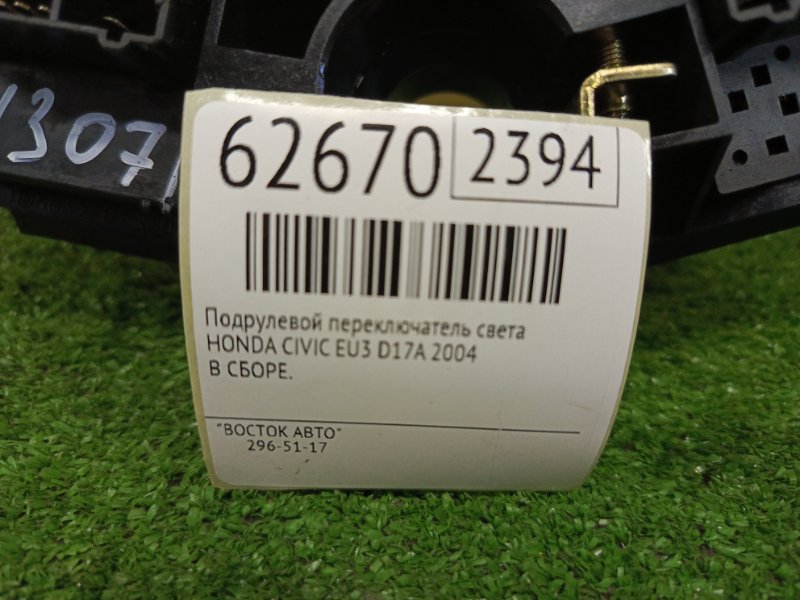 1307
62670 2394
Подрулевой переключатель света
HONDA CIVIC EU3 D17A 2004
В СБОРЕ.
"ВОСТОК АВТО"
296-51-17